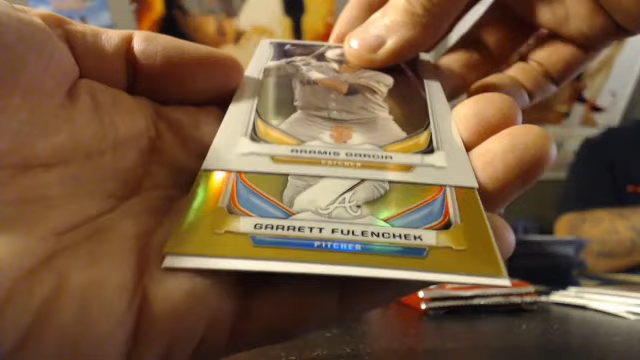 ARAMIS GARCIA
CATCHER
A
GARRETT FULENCHEK
PITCHER